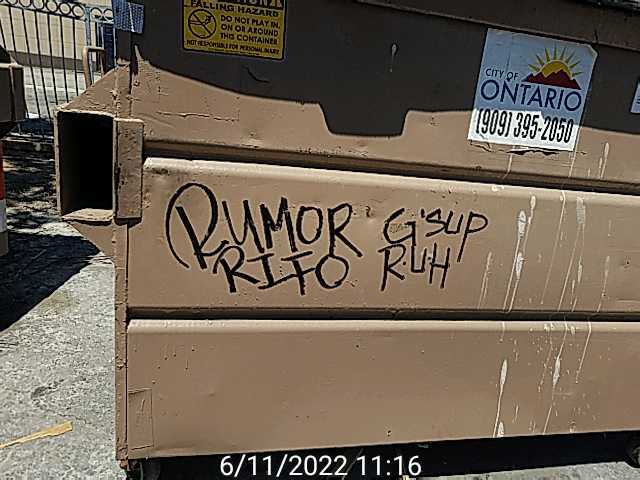 FALLING HAZARD
DO NOT PLAY IN,
ON OR AROUND
THIS CONTAINER
NOT RESPONSIBLE FOR PERSONAL INJURY
CITY OF
ONTARIO
(909) 395-2050
RUMOR G'SUP
RIFO RUH
6/11/2022 11:16